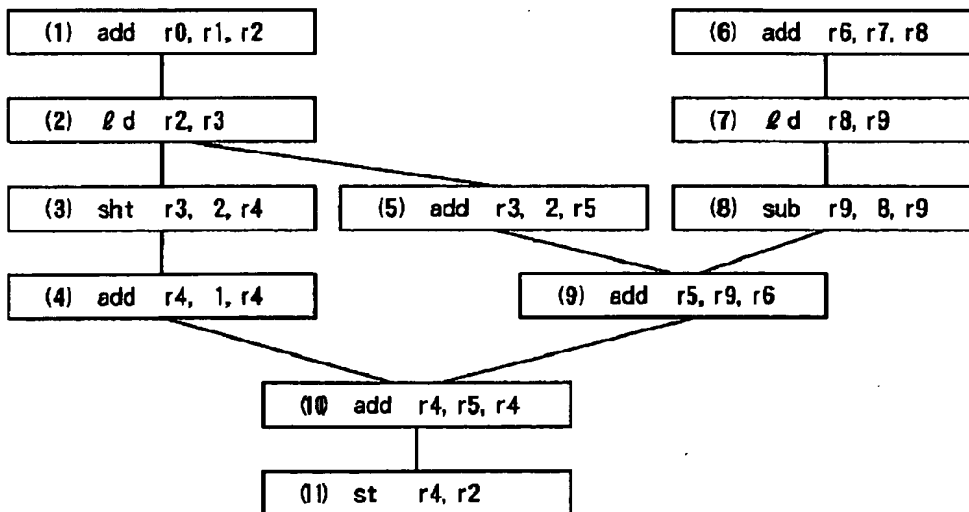 (1) add r0, r1, r2
(6) add r6, r7, r8
(2) ℓd r2, r3
(7) ℓd r8, r9
(3) sht r3, 2, r4
(5) add r3, 2, r5
(8) sub r9, 8, r9
(4) add r4, 1, r4
(9) add r5, r9, r6
(10) add r4, r5, r4
(11) st r4, r2